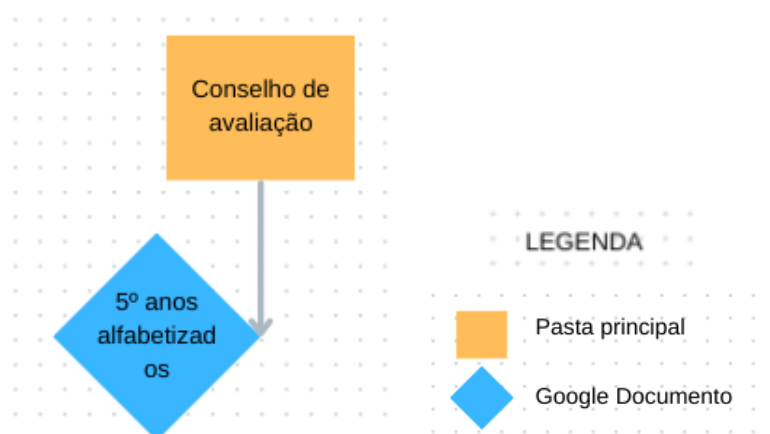 Conselho de
avaliação
5º anos
alfabetizad
os
LEGENDA
Pasta principal
Google Documento